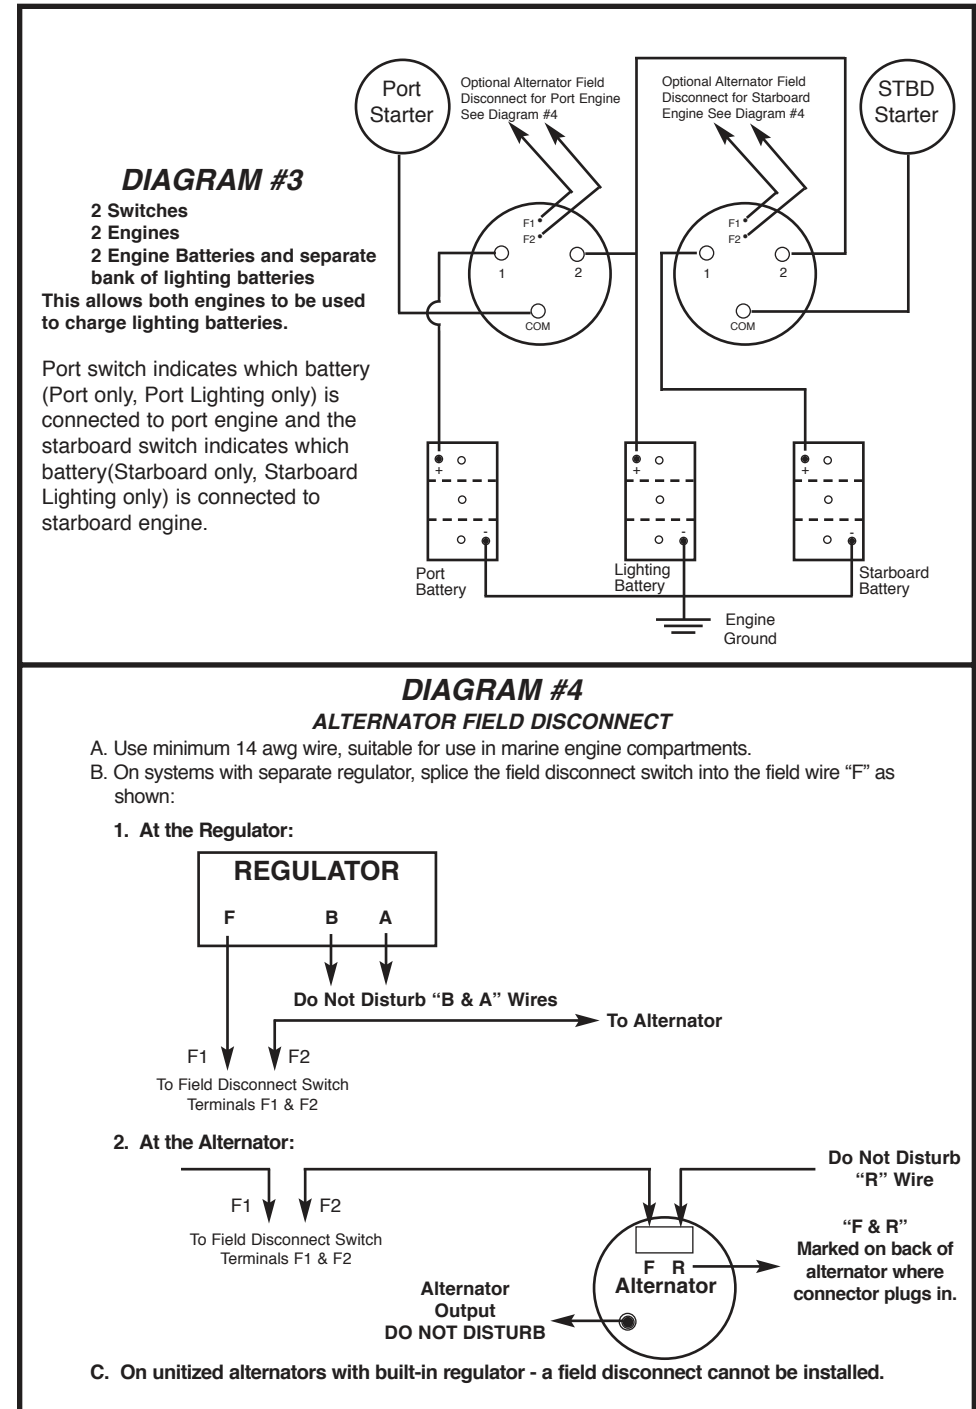 Port
Starter
Optional Alternator Field
Disconnect for Port Engine
See Diagram #4
Optional Alternator Field
Disconnect for Starboard
Engine See Diagram #4
STBD
Starter
DIAGRAM #3
2 Switches
2 Engines
2 Engine Batteries and separate
bank of lighting batteries
This allows both engines to be used
to charge lighting batteries.
Port switch indicates which battery
(Port only, Port Lighting only) is
connected to port engine and the
starboard switch indicates which
battery(Starboard only, Starboard
Lighting only) is connected to
starboard engine.
F1
F2
1
2
COM
F1
F2
1
2
COM
+
-
+
-
+
-
Port
Battery
Lighting
Battery
Starboard
Battery
Engine
Ground
DIAGRAM #4
ALTERNATOR FIELD DISCONNECT
A. Use minimum 14 awg wire, suitable for use in marine engine compartments.
B. On systems with separate regulator, splice the field disconnect switch into the field wire “F” as
shown:
1. At the Regulator:
REGULATOR
F B A
Do Not Disturb “B & A” Wires
To Alternator
F1 F2
To Field Disconnect Switch
Terminals F1 & F2
2. At the Alternator:
Do Not Disturb
“R” Wire
F1 F2
To Field Disconnect Switch
Terminals F1 & F2
“F & R”
Marked on back of
alternator where
connector plugs in.
F R
Alternator
Alternator
Output
DO NOT DISTURB
C. On unitized alternators with built-in regulator - a field disconnect cannot be installed.